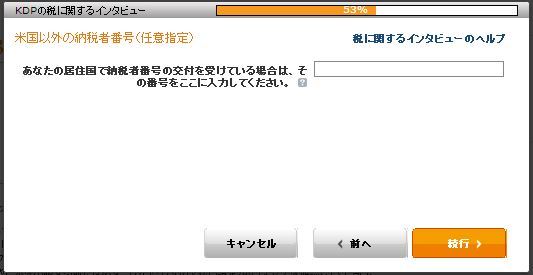 KDPの税に関するインタビュー
53%
米国以外の納税者番号(任意指定)
税に関するインタビューのヘルプ
あなたの居住国で納税者番号の交付を受けている場合は、そ
の番号をここに入力してください。 ?
キャンセル
前へ
続行